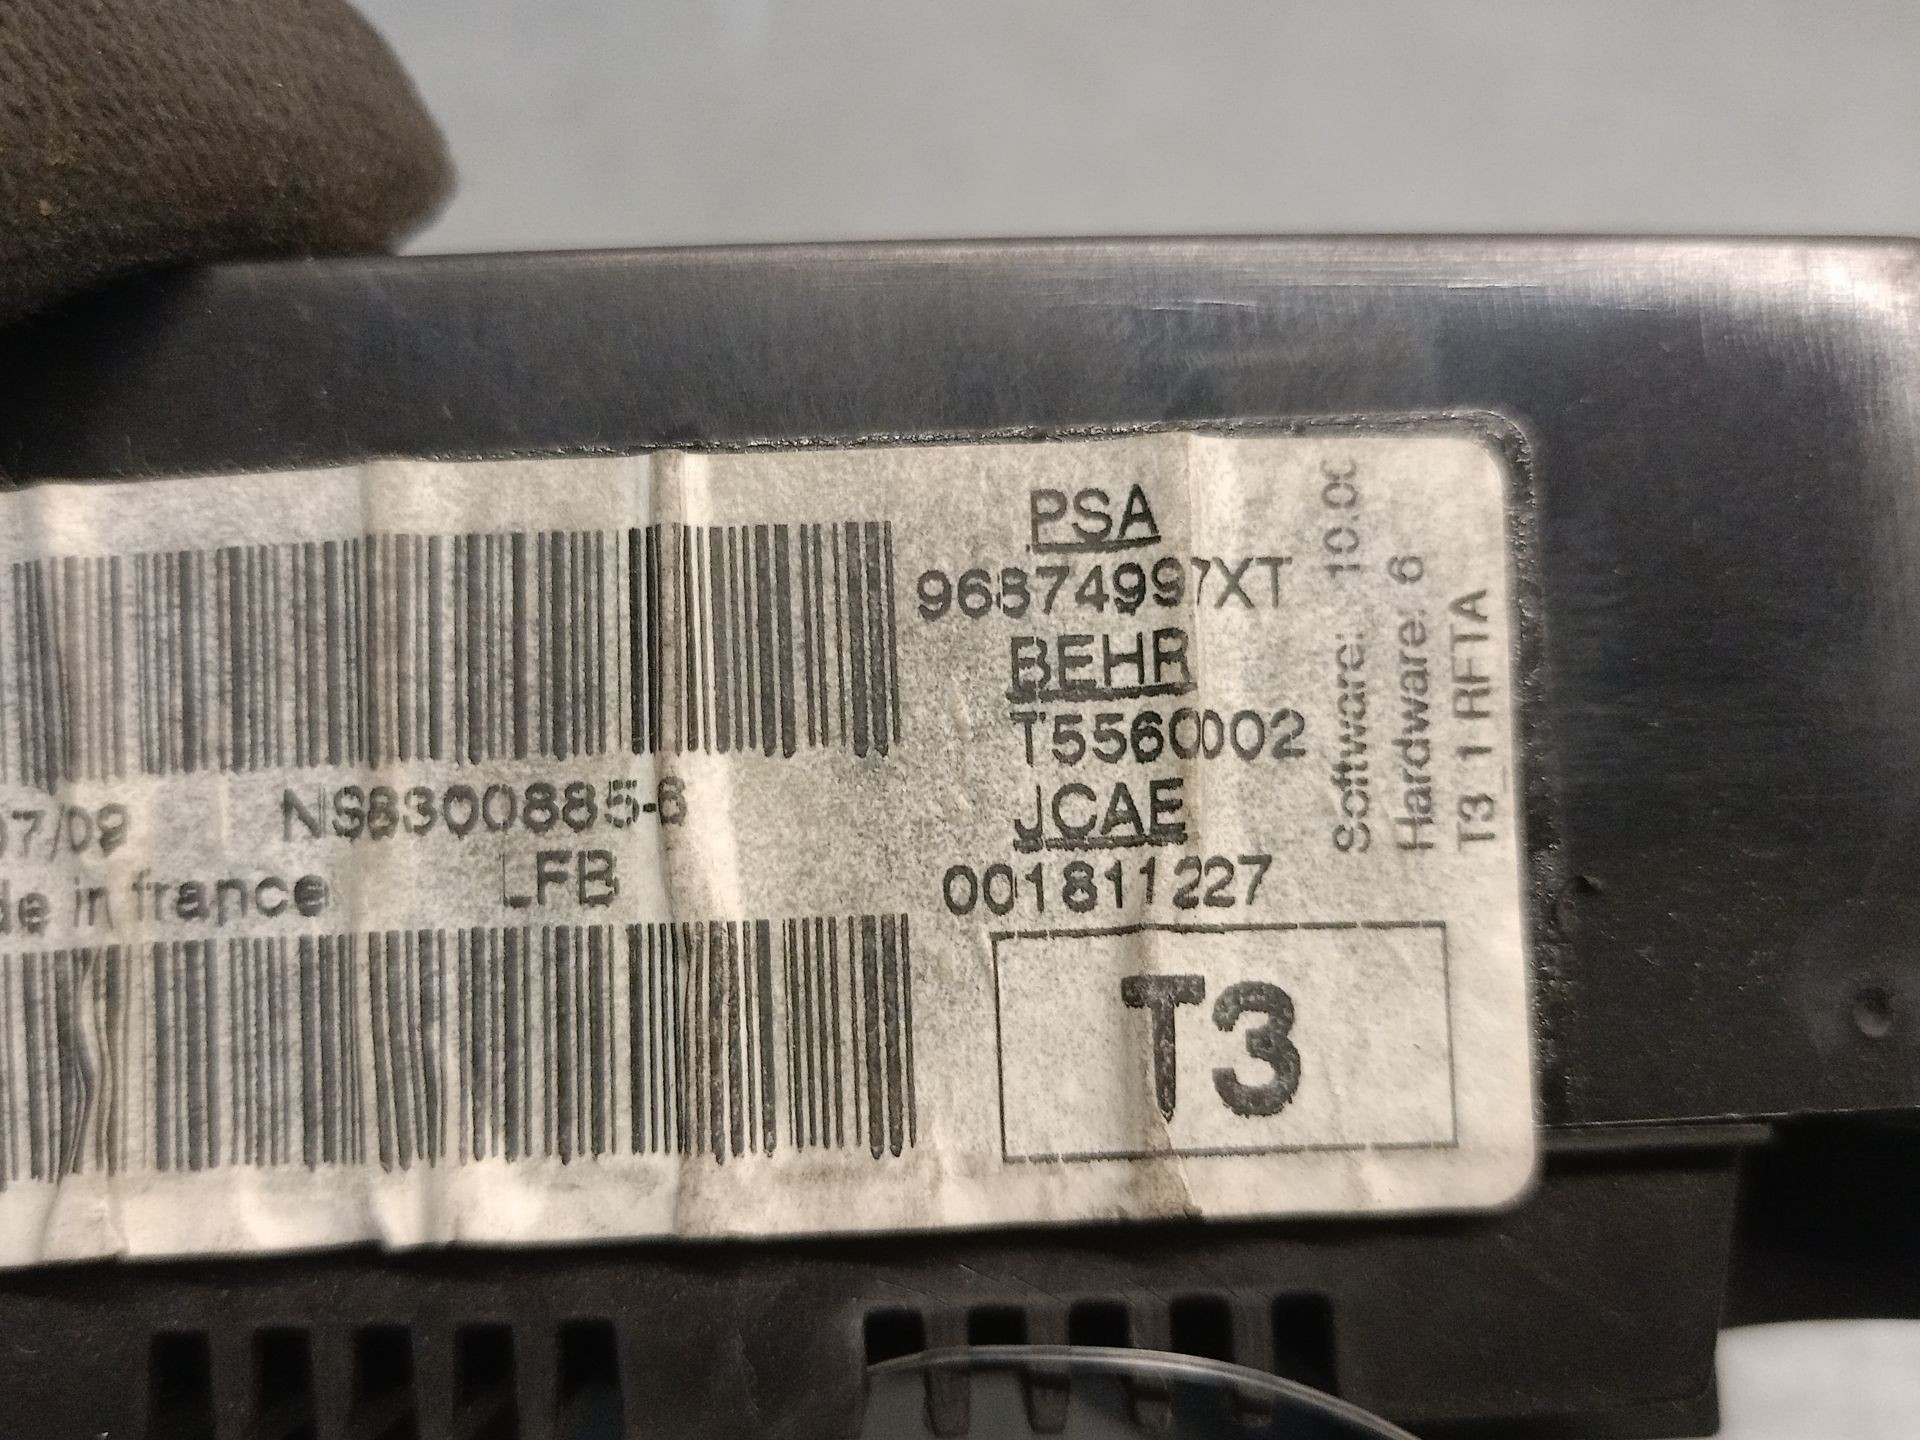 PSA
96874997XT
BEHR
T5560002
JCAE
001811227
T3
07/09 NS8300885-6
de in france LFB
Software: 10.00
Hardware: 6
T3_1 RFTA